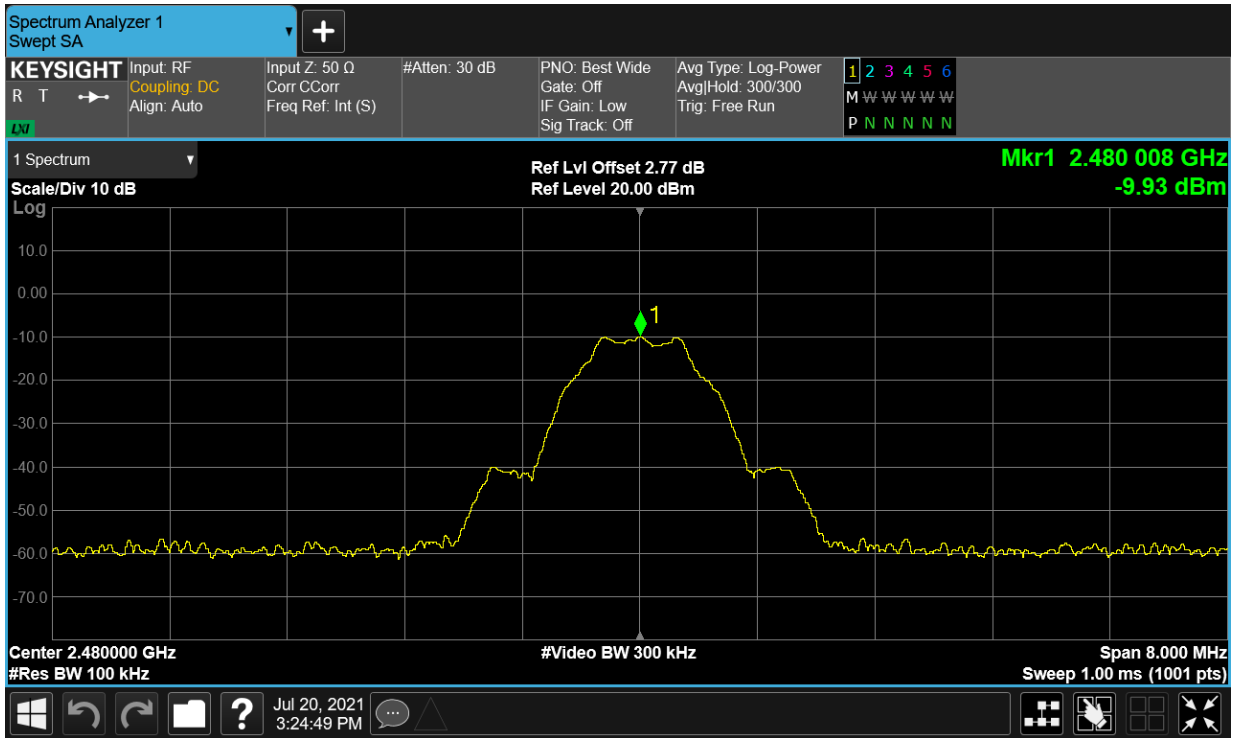 Spectrum Analyzer 1
Swept SA
KEYSIGHT
R T
LXI
Input: RF
Coupling: DC
Align: Auto
Input Z: 50 Ω
Corr CCorr
Freq Ref: Int (S)
#Atten: 30 dB
PNO: Best Wide
Gate: Off
IF Gain: Low
Sig Track: Off
Avg Type: Log-Power
Avg|Hold: 300/300
Trig: Free Run
1 2 3 4 5 6
M W W W W W
P N N N N N
1 Spectrum
Scale/Div 10 dB
Log
Ref Lvl Offset 2.77 dB
Ref Level 20.00 dBm
Mkr1 2.480 008 GHz
-9.93 dBm
1
10.0
0.00
-10.0
-20.0
-30.0
-40.0
-50.0
-60.0
-70.0
Center 2.480000 GHz
#Video BW 300 kHz
Span 8.000 MHz
#Res BW 100 kHz
Sweep 1.00 ms (1001 pts)
?
Jul 20, 2021
3:24:49 PM